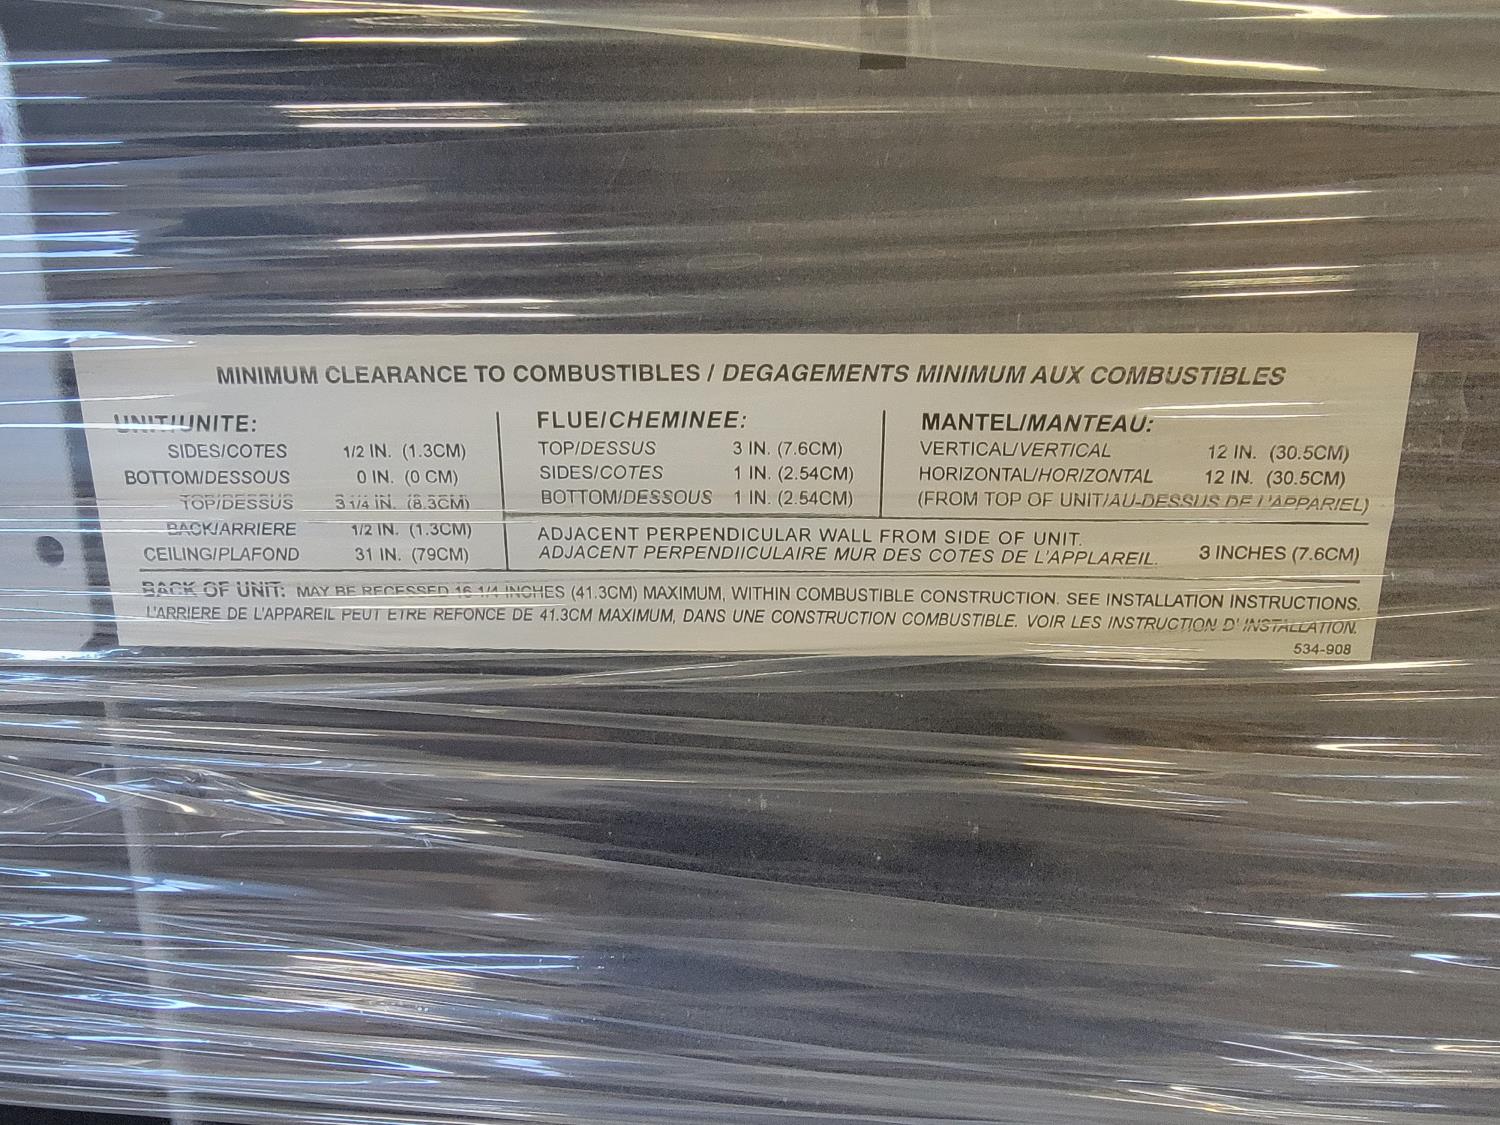 MINIMUM CLEARANCE TO COMBUSTIBLES / DEGAGEMENTS MINIMUM AUX COMBUSTIBLES
UNIT/UNITE:
SIDES/COTES 1/2 IN. (1.3CM)
BOTTOM/DESSOUS 0 IN. (0 CM)
TOP/DESSUS 3 1/4 IN. (8.3CM)
BACK/ARRIERE 1/2 IN. (1.3CM)
CEILING/PLAFOND 31 IN. (79CM)
FLUE/CHEMINEE:
TOP/DESSUS 3 IN. (7.6CM)
SIDES/COTES 1 IN. (2.54CM)
BOTTOM/DESSOUS 1 IN. (2.54CM)
MANTEL/MANTEAU:
VERTICAL/VERTICAL 12 IN. (30.5CM)
HORIZONTAL/HORIZONTAL 12 IN. (30.5CM)
(FROM TOP OF UNIT/AU-DESSUS DE L'APPARIEL)
ADJACENT PERPENDICULAR WALL FROM SIDE OF UNIT.
ADJACENT PERPENDIICULAIRE MUR DES COTES DE L'APPLAREIL. 3 INCHES (7.6CM)
BACK OF UNIT: MAY BE RECESSED 16 1/4 INCHES (41.3CM) MAXIMUM, WITHIN COMBUSTIBLE CONSTRUCTION. SEE INSTALLATION INSTRUCTIONS.
L'ARRIERE DE L'APPAREIL PEUT ETRE REFONCE DE 41.3CM MAXIMUM, DANS UNE CONSTRUCTION COMBUSTIBLE. VOIR LES INSTRUCTION D' INSTALLATION.
534-908